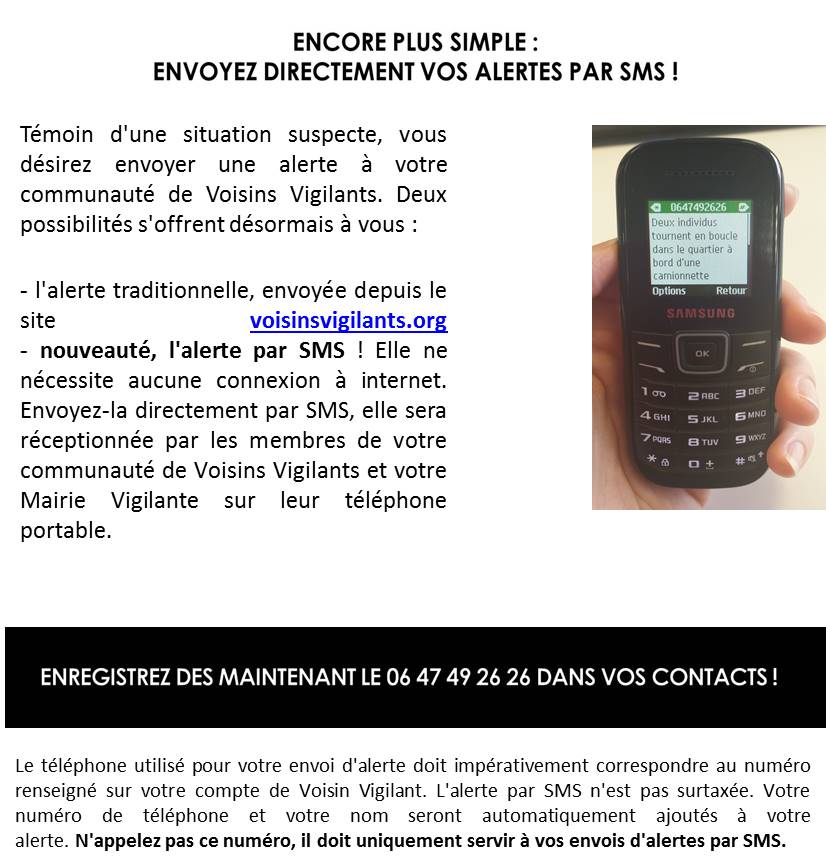 ENCORE PLUS SIMPLE :
ENVOYEZ DIRECTEMENT VOS ALERTES PAR SMS !
Témoin d'une situation suspecte, vous
désirez envoyer une alerte à votre
communauté de Voisins Vigilants. Deux
possibilités s'offrent désormais à vous :
- l'alerte traditionnelle, envoyée depuis le
site voisinsvigilants.org
- nouveauté, l'alerte par SMS ! Elle ne
nécessite aucune connexion à internet.
Envoyez-la directement par SMS, elle sera
réceptionnée par les membres de votre
communauté de Voisins Vigilants et votre
Mairie Vigilante sur leur téléphone
portable.
0647492626
Deux individus
tournent en boucle
dans le quartier à
bord d'une
camionnette
Options Retour
SAMSUNG
OK
1 2 ABC 3 DEF
4 GHI 5 JKL 6 MNO
7 PQRS 8 TUV 9 WXYZ
* 0 + #
ENREGISTREZ DES MAINTENANT LE 06 47 49 26 26 DANS VOS CONTACTS !
Le téléphone utilisé pour votre envoi d'alerte doit impérativement correspondre au numéro
renseigné sur votre compte de Voisin Vigilant. L'alerte par SMS n'est pas surtaxée. Votre
numéro de téléphone et votre nom seront automatiquement ajoutés à votre
alerte. N'appelez pas ce numéro, il doit uniquement servir à vos envois d'alertes par SMS.